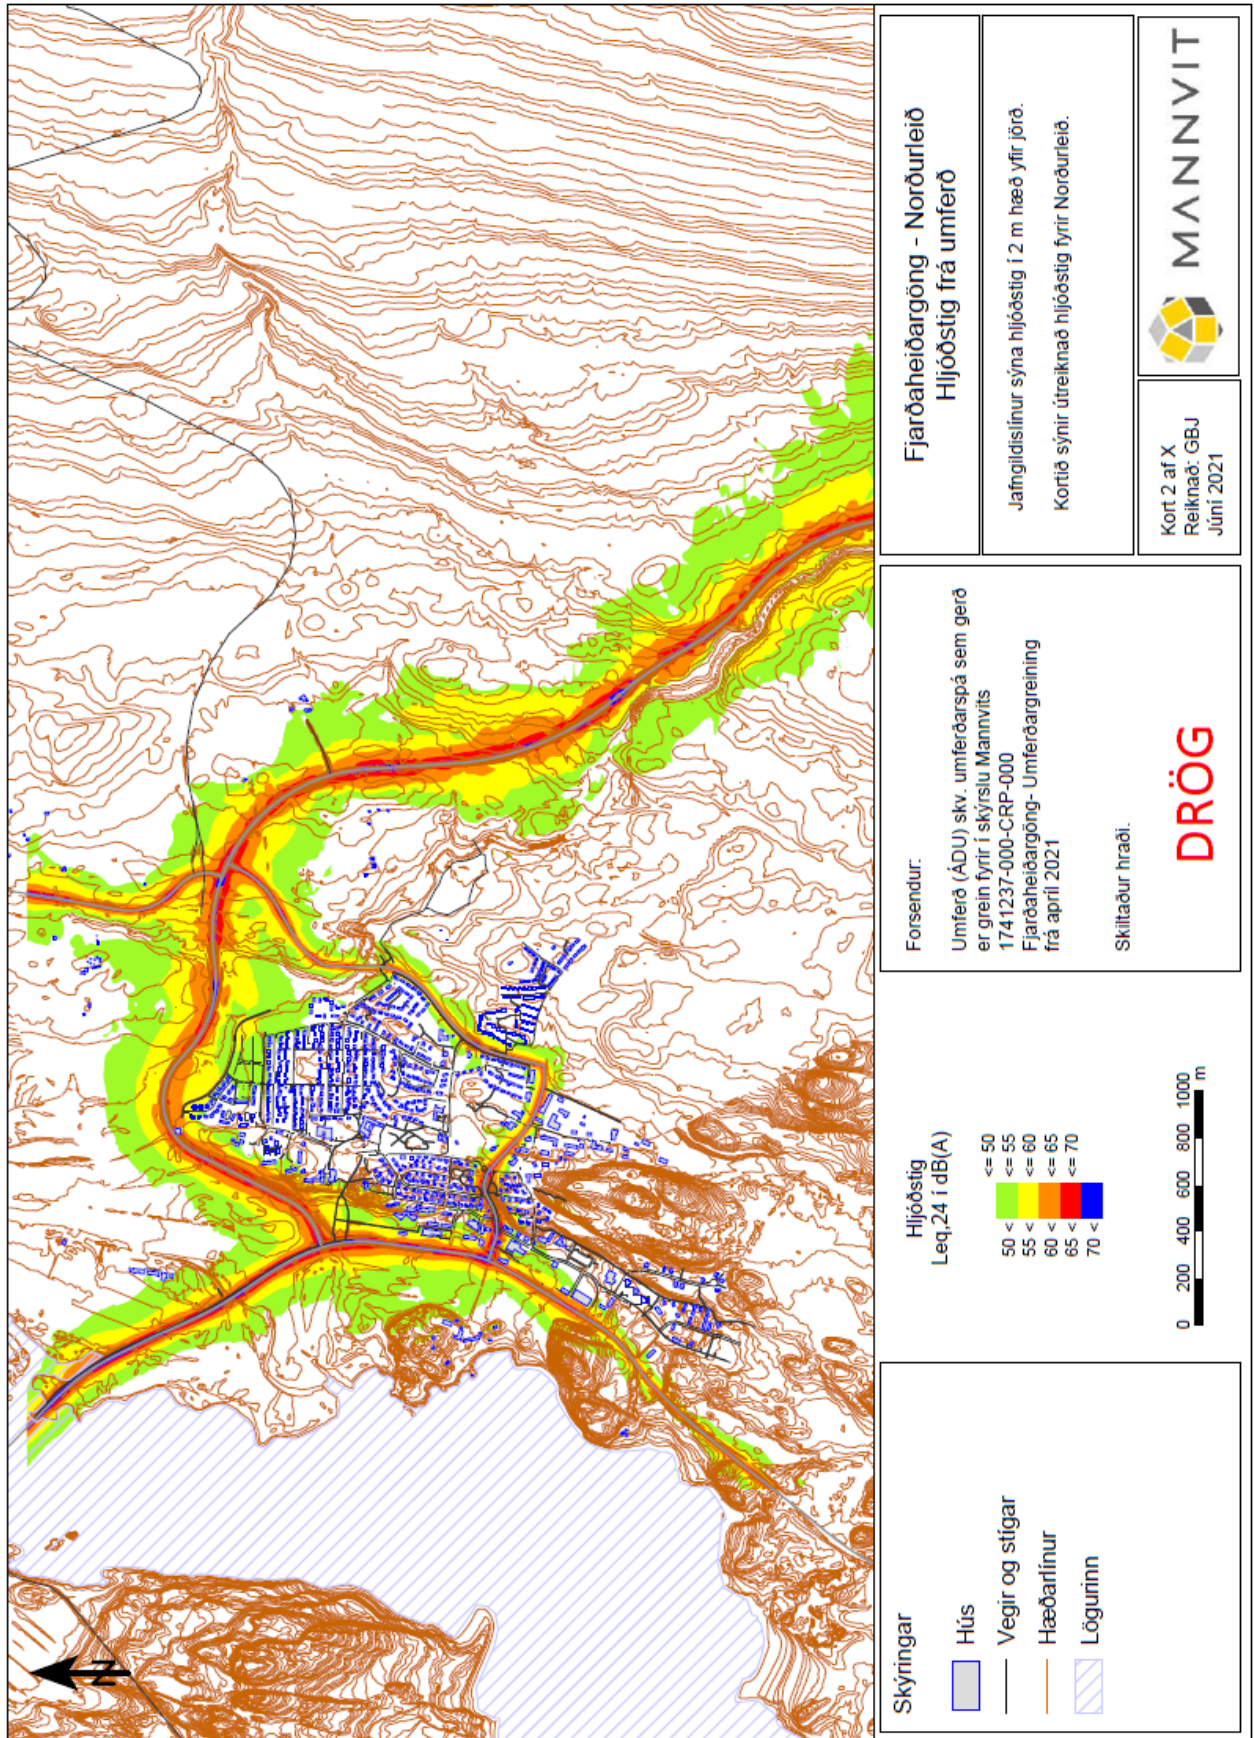 N
Skýringar
Hús
Vegir og stígar
Hæðarlínur
Lögurinn
Hljóðstig
Leq,24 í dB(A)
<= 50
50 < <= 55
55 < <= 60
60 < <= 65
65 < <= 70
70 <
0 200 400 600 800 1000
m
Forsendur:
Umferð (ÁDU) skv. umferðarspá sem gerð
er grein fyrir í skýrslu Mannvits
1741237-000-CRP-000
Fjarðaheiðargöng- Umferðargreining
frá apríl 2021
Skiltaður hraði.
DRÖG
Fjarðaheiðargöng - Norðurleið
Hljóðstig frá umferð
Jafngildislínur sýna hljóðstig í 2 m hæð yfir jörð.
Kortið sýnir útreiknað hljóðstig fyrir Norðurleið.
Kort 2 af X
Reiknað: GBJ
Júní 2021
MANNVIT